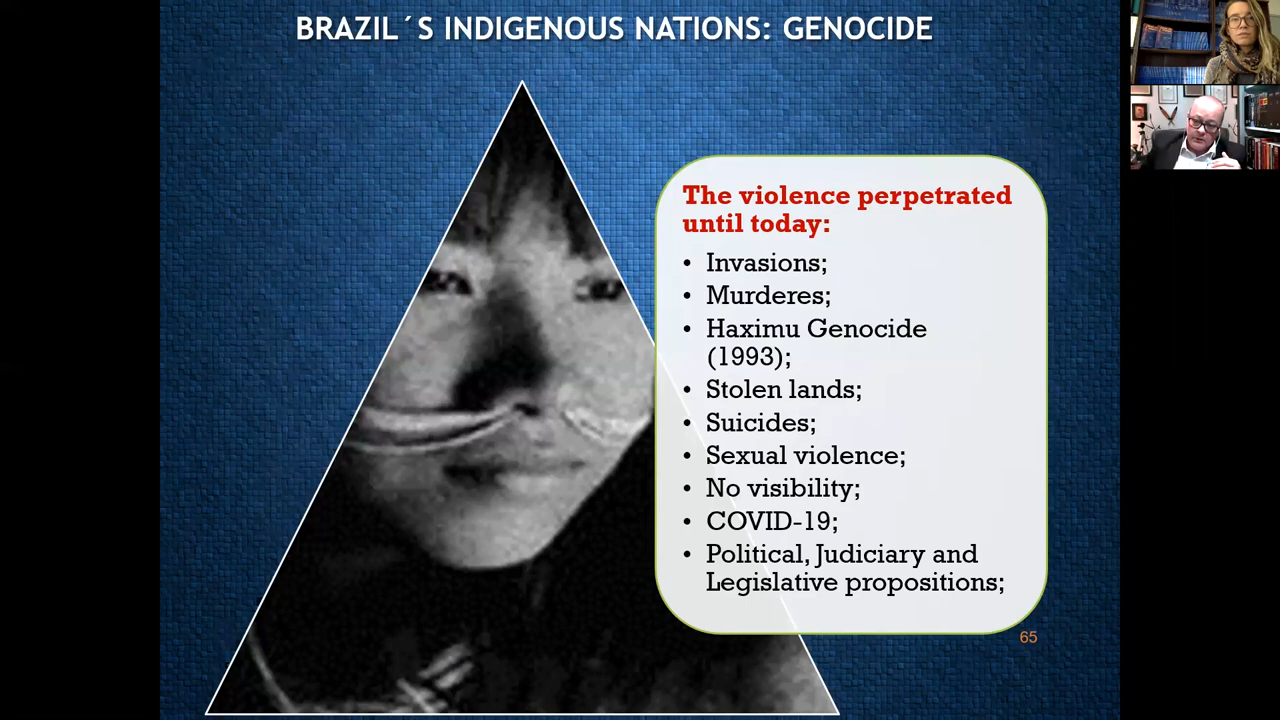 BRAZIL´S INDIGENOUS NATIONS: GENOCIDE
The violence perpetrated
until today:
• Invasions;
• Murderes;
• Haximu Genocide
(1993);
• Stolen lands;
• Suicides;
• Sexual violence;
• No visibility;
• COVID-19;
• Political, Judiciary and
Legislative propositions;
65